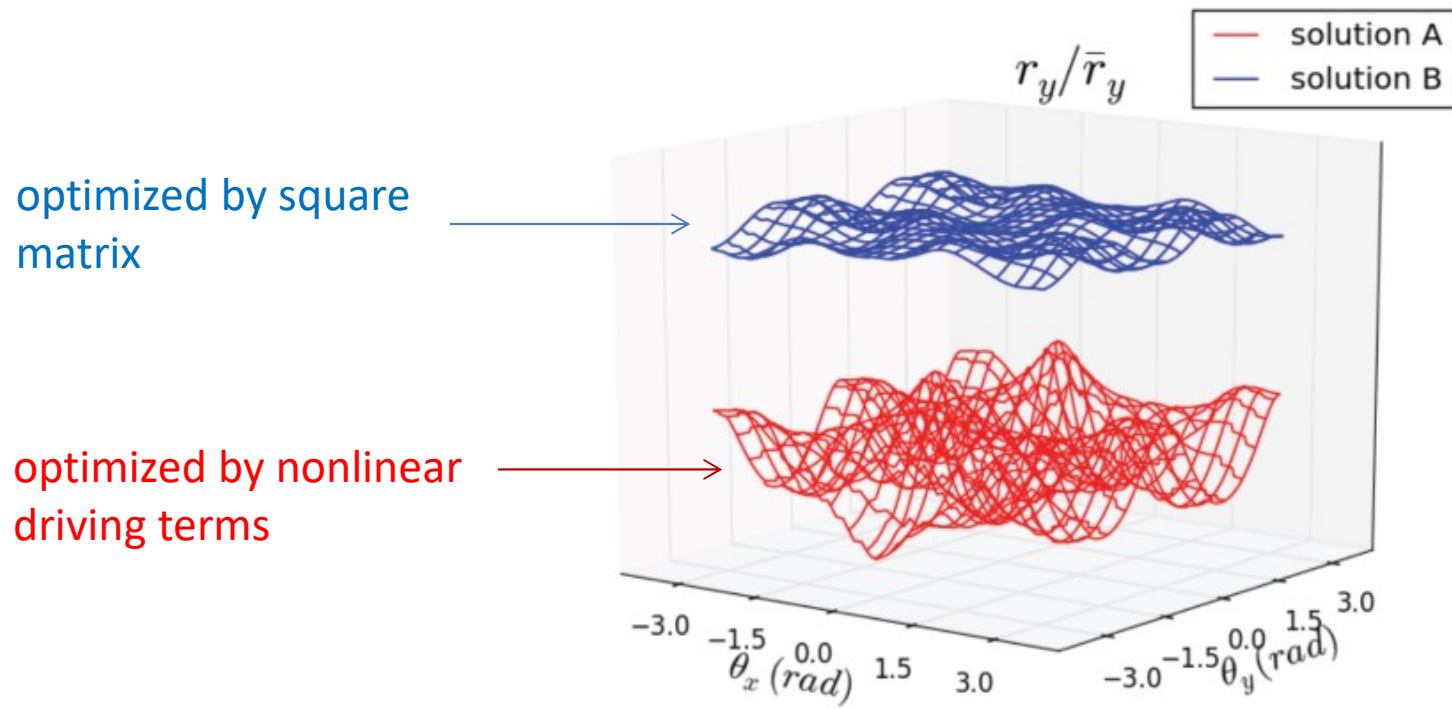 solution A
solution B
r_y/r̄_y
optimized by square
matrix
optimized by nonlinear
driving terms
−3.0 −1.5 0.0 1.5 3.0
θ_x (rad)
−3.0 −1.5 0.0 1.5 3.0
θ_y (rad)